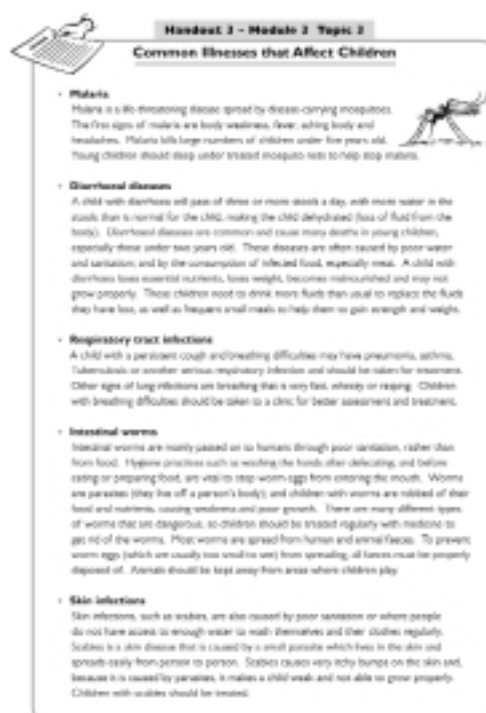 Handout 3 – Module 3 Topic 3
Common Illnesses that Affect Children
• Malaria
Malaria is a life-threatening disease spread by disease-carrying mosquitoes.
The first signs of malaria are body weakness, fever, aching body and
headaches. Malaria kills large numbers of children under five years old.
Young children should sleep under treated mosquito nets to help stop malaria.
• Diarrhoeal diseases
A child with diarrhoea will pass of three or more stools a day, with more water in the
stools than is normal for the child, making the child dehydrated (loss of fluid from the
body). Diarrhoeal diseases are common and cause many deaths in young children,
especially those under two years old. These diseases are often caused by poor water
and sanitation; and by the consumption of infected food, especially meat. A child with
diarrhoea loses essential nutrients, loses weight, becomes malnourished and may not
grow properly. These children need to drink more fluids than usual to replace the fluids
they have loss, as well as frequent small meals to help them to gain strength and weight.
• Respiratory tract infections
A child with a persistent cough and breathing difficulties may have pneumonia, asthma,
Tuberculosis or another serious respiratory infection and should be taken for treatment.
Other signs of lung infections are breathing that is very fast, wheezy or rasping. Children
with breathing difficulties should be taken to a clinic for better assessment and treatment.
• Intestinal worms
Intestinal worms are mainly passed on to humans through poor sanitation, rather than
from food. Hygiene practices such as washing the hands after defecating, and before
eating or preparing food, are vital to stop worm eggs from entering the mouth. Worms
are parasites (they live off a person's body); and children with worms are robbed of their
food and nutrients, causing weakness and poor growth. There are many different types
of worms that are dangerous, so children should be treated regularly with medicine to
get rid of the worms. Most worms are spread from human and animal faeces. To prevent
worm eggs (which are usually too small to see) from spreading, all faeces must be properly
disposed of. Animals should be kept away from areas where children play.
• Skin infections
Skin infections, such as scabies, are also caused by poor sanitation or where people
do not have access to enough water to wash themselves and their clothes regularly.
Scabies is a skin disease that is caused by a small parasite which lives in the skin and
spreads easily from person to person. Scabies causes very itchy bumps on the skin and,
because it is caused by parasites, it makes a child weak and not able to grow properly.
Children with scabies should be treated.